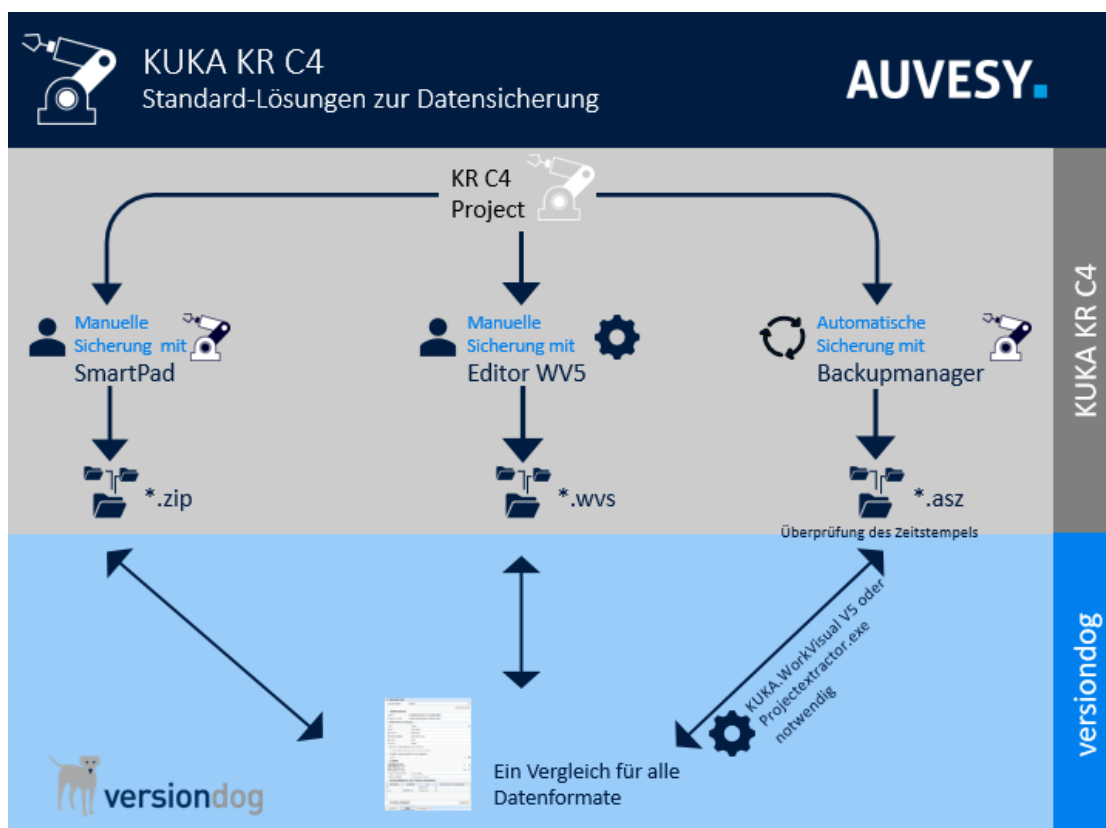 KUKA KR C4
Standard-Lösungen zur Datensicherung
AUVESY.
KR C4
Project
Manuelle
Sicherung mit
SmartPad
Manuelle
Sicherung mit
Editor WV5
Automatische
Sicherung mit
Backupmanager
*.zip
*.wvs
*.asz
Überprüfung des Zeitstempels
KUKA KR C4
KUKA.WorkVisual V5 oder
Projectextractor.exe
notwendig
Ein Vergleich für alle
Datenformate
versiondog
versiondog